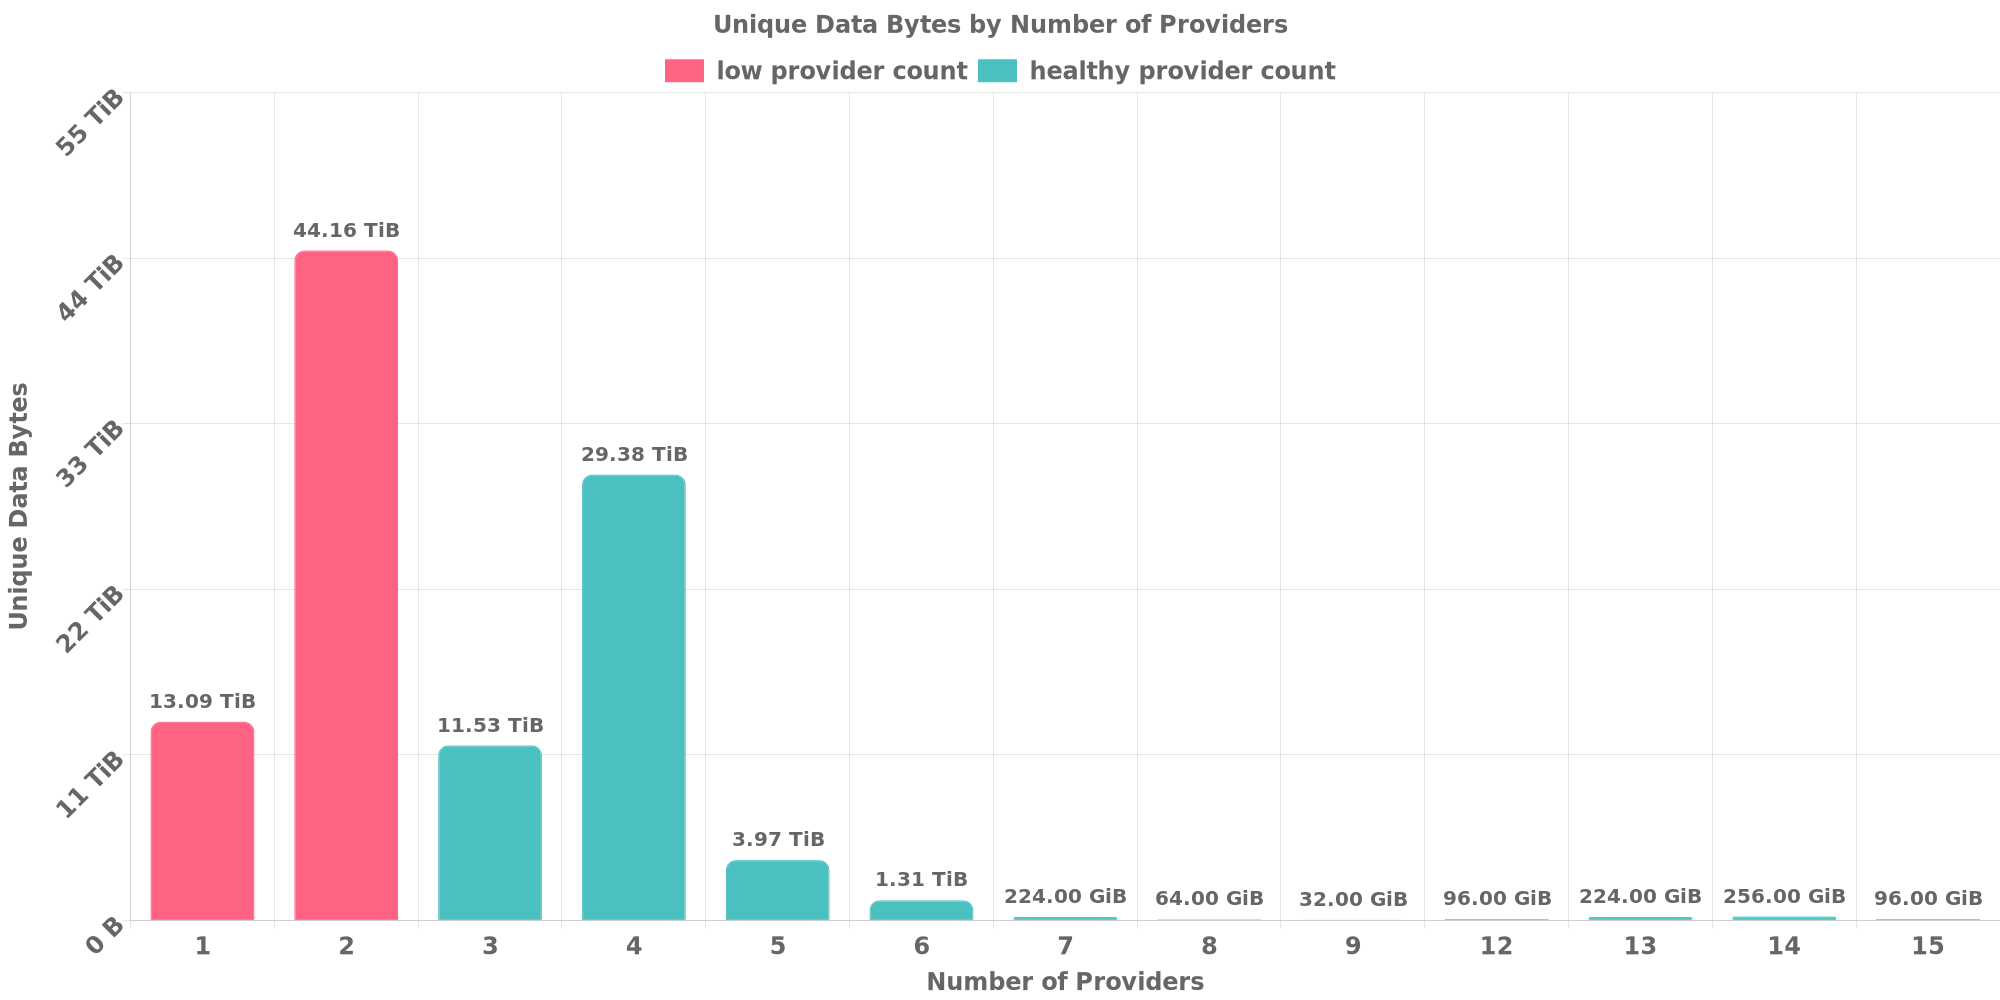 Unique Data Bytes by Number of Providers
low provider count healthy provider count
55 TiB
44 TiB
33 TiB
22 TiB
11 TiB
0 B
Unique Data Bytes
13.09 TiB
44.16 TiB
11.53 TiB
29.38 TiB
3.97 TiB
1.31 TiB
224.00 GiB
64.00 GiB
32.00 GiB
96.00 GiB
224.00 GiB
256.00 GiB
96.00 GiB
1 2 3 4 5 6 7 8 9 12 13 14 15
Number of Providers